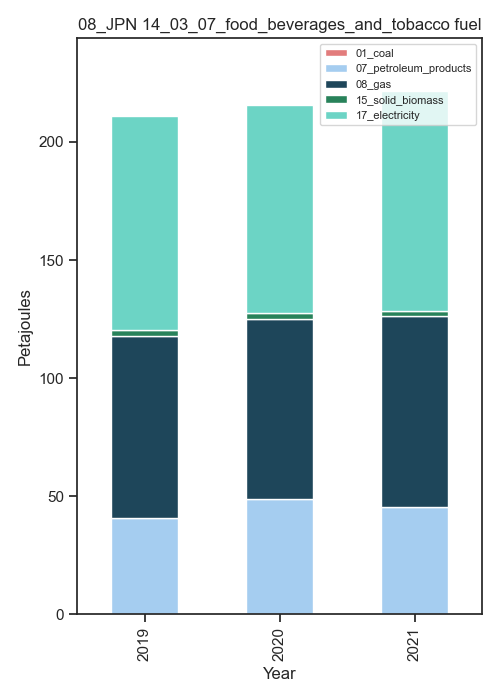 08_JPN 14_03_07_food_beverages_and_tobacco fuel
01_coal
07_petroleum_products
08_gas
15_solid_biomass
17_electricity
200
150
100
50
0
Petajoules
2019
2020
2021
Year